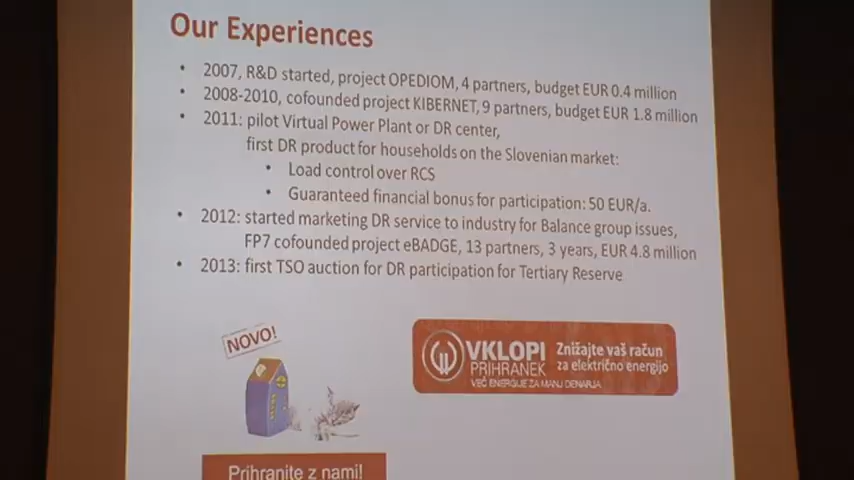 Our Experiences
• 2007, R&D started, project OPEDIOM, 4 partners, budget EUR 0.4 million
• 2008-2010, cofounded project KIBERNET, 9 partners, budget EUR 1.8 million
• 2011: pilot Virtual Power Plant or DR center,
first DR product for households on the Slovenian market:
• Load control over RCS
• Guaranteed financial bonus for participation: 50 EUR/a.
• 2012: started marketing DR service to industry for Balance group issues,
FP7 cofounded project eBADGE, 13 partners, 3 years, EUR 4.8 million
• 2013: first TSO auction for DR participation for Tertiary Reserve
NOVO!
VKLOPI
PRIHRANEK
VEČ ENERGIJE ZA MANJ DENARJA
Znižajte vaš račun
za električno energijo
Prihranite z nami!